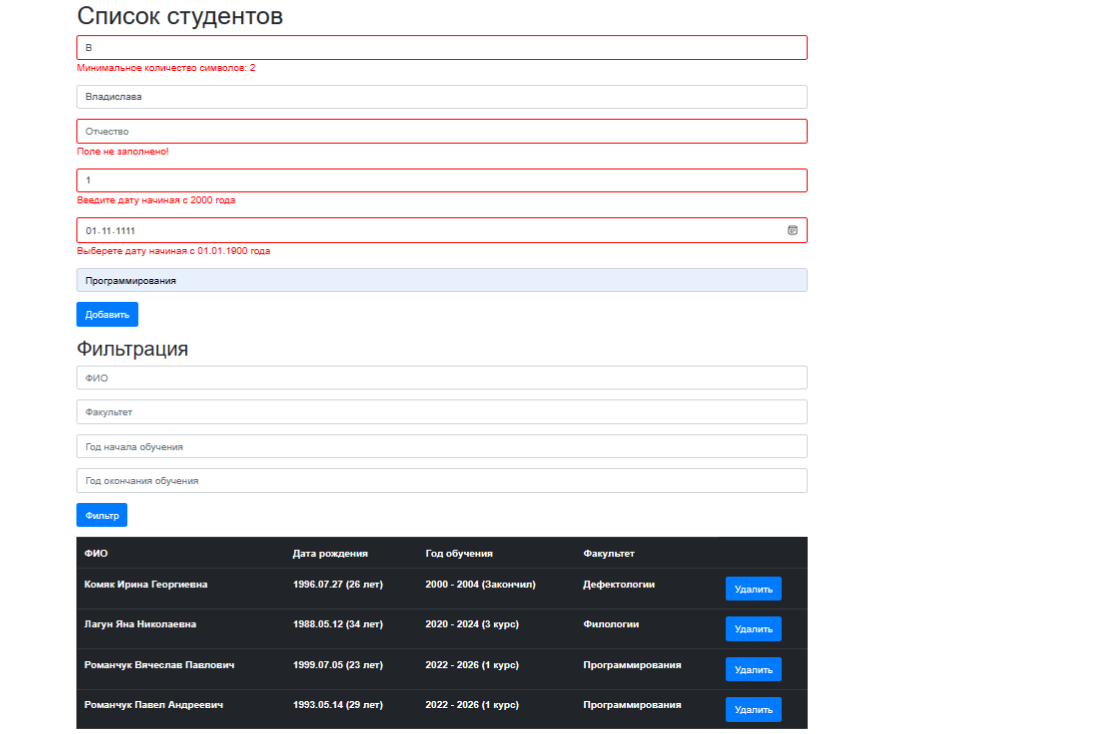 Список студентов
В
Минимальное количество символов: 2
Владислава
Отчество
Поле не заполнено!
1
Введите дату начиная с 2000 года
01.11.1111
Выберете дату начиная с 01.01.1900 года
Программирования
Добавить
Фильтрация
ФИО
Факультет
Год начала обучения
Год окончания обучения
Фильтр
ФИО Дата рождения Год обучения Факультет
Комяк Ирина Георгиевна 1996.07.27 (26 лет) 2000 - 2004 (Закончил) Дефектологии Удалить
Лагун Яна Николаевна 1988.05.12 (34 лет) 2020 - 2024 (3 курс) Филологии Удалить
Романчук Вячеслав Павлович 1999.07.05 (23 лет) 2022 - 2026 (1 курс) Программирования Удалить
Романчук Павел Андреевич 1993.05.14 (29 лет) 2022 - 2026 (1 курс) Программирования Удалить